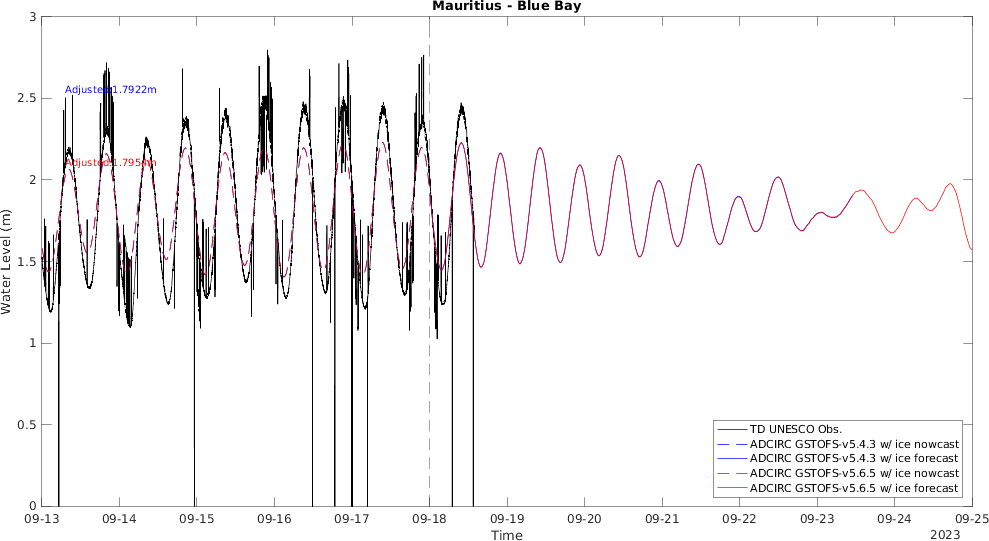 Mauritius - Blue Bay
3
2.5
2
1.5
1
0.5
0
Water Level (m)
Adjusted 1.7922m
Adjusted 1.7954m
TD UNESCO Obs.
ADCIRC GSTOFS-v5.4.3 w/ ice nowcast
ADCIRC GSTOFS-v5.4.3 w/ ice forecast
ADCIRC GSTOFS-v5.6.5 w/ ice nowcast
ADCIRC GSTOFS-v5.6.5 w/ ice forecast
09-13 09-14 09-15 09-16 09-17 09-18 09-19 09-20 09-21 09-22 09-23 09-24 09-25
Time
2023